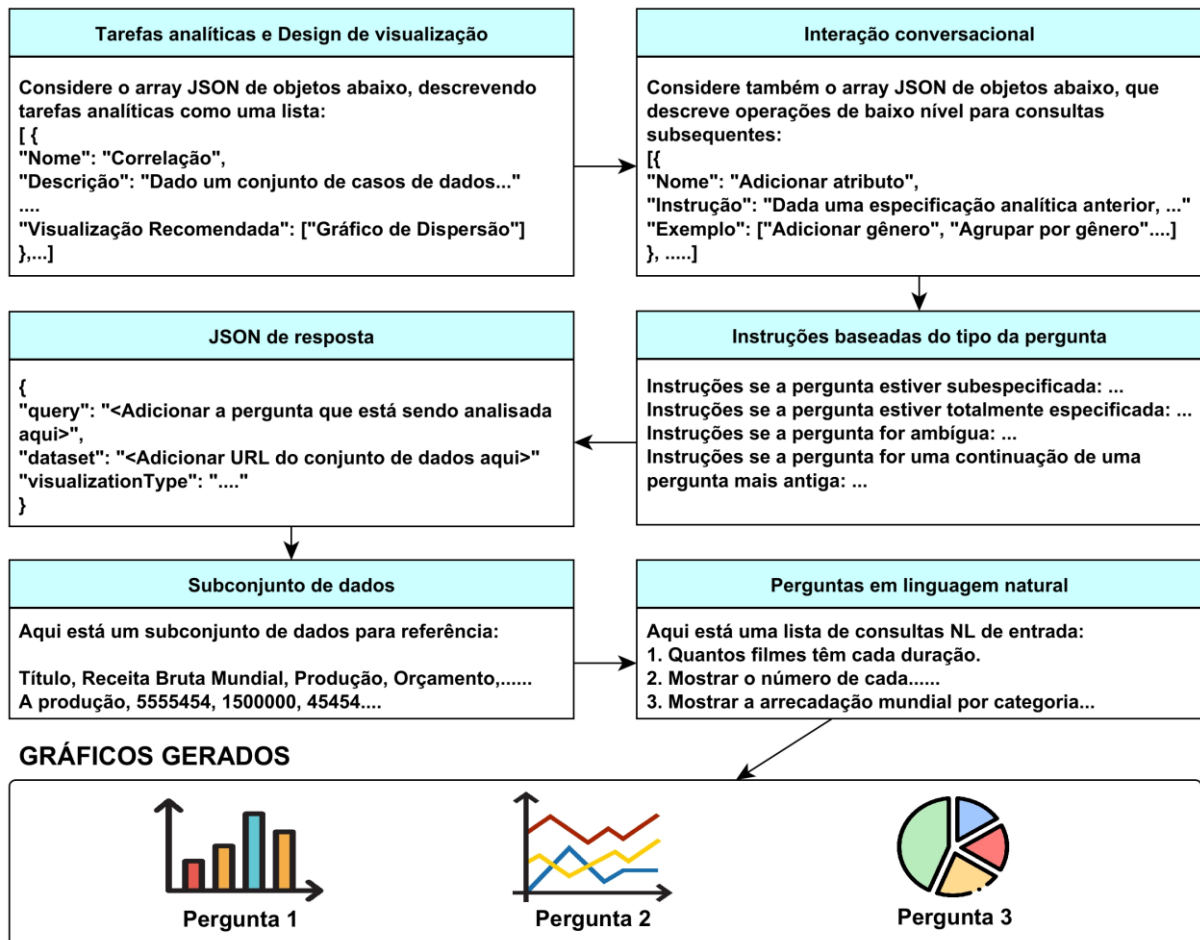 Tarefas analíticas e Design de visualização
Considere o array JSON de objetos abaixo, descrevendo
tarefas analíticas como uma lista:
[ {
"Nome": "Correlação",
"Descrição": "Dado um conjunto de casos de dados..."
....
"Visualização Recomendada": ["Gráfico de Dispersão"]
},...]
Interação conversacional
Considere também o array JSON de objetos abaixo, que
descreve operações de baixo nível para consultas
subsequentes:
[{
"Nome": "Adicionar atributo",
"Instrução": "Dada uma especificação analítica anterior, ..."
"Exemplo": ["Adicionar gênero", "Agrupar por gênero"....]
}, .....]
Instruções baseadas do tipo da pergunta
Instruções se a pergunta estiver subespecificada: ...
Instruções se a pergunta estiver totalmente especificada: ...
Instruções se a pergunta for ambígua: ...
Instruções se a pergunta for uma continuação de uma
pergunta mais antiga: ...
JSON de resposta
{
"query": "<Adicionar a pergunta que está sendo analisada
aqui>",
"dataset": "<Adicionar URL do conjunto de dados aqui>"
"visualizationType": "...."
}
Subconjunto de dados
Aqui está um subconjunto de dados para referência:
Título, Receita Bruta Mundial, Produção, Orçamento,......
A produção, 5555454, 1500000, 45454....
Perguntas em linguagem natural
Aqui está uma lista de consultas NL de entrada:
1. Quantos filmes têm cada duração.
2. Mostrar o número de cada......
3. Mostrar a arrecadação mundial por categoria...
GRÁFICOS GERADOS
Pergunta 1
Pergunta 2
Pergunta 3